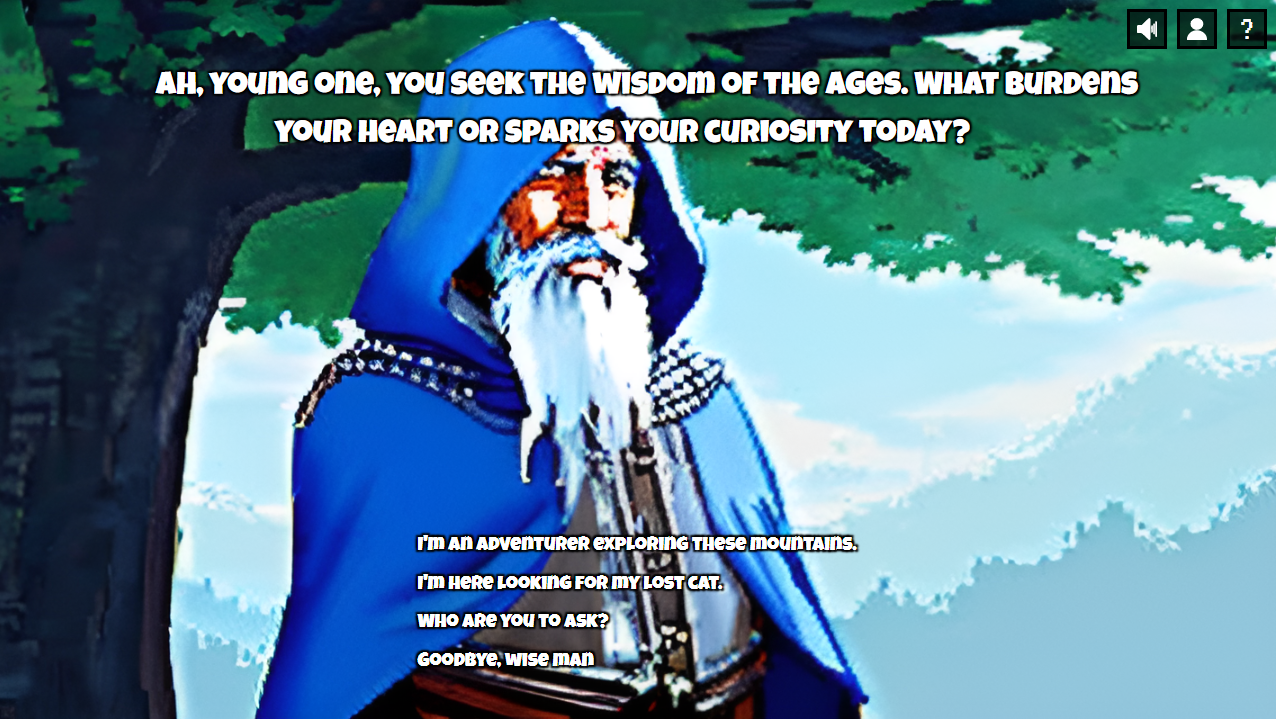 Ah, young one, you seek the wisdom of the ages. What burdens
your heart or sparks your curiosity today?
I'm an adventurer exploring these mountains.
I'm here looking for my lost cat.
Who are you to ask?
Goodbye, wise man
?